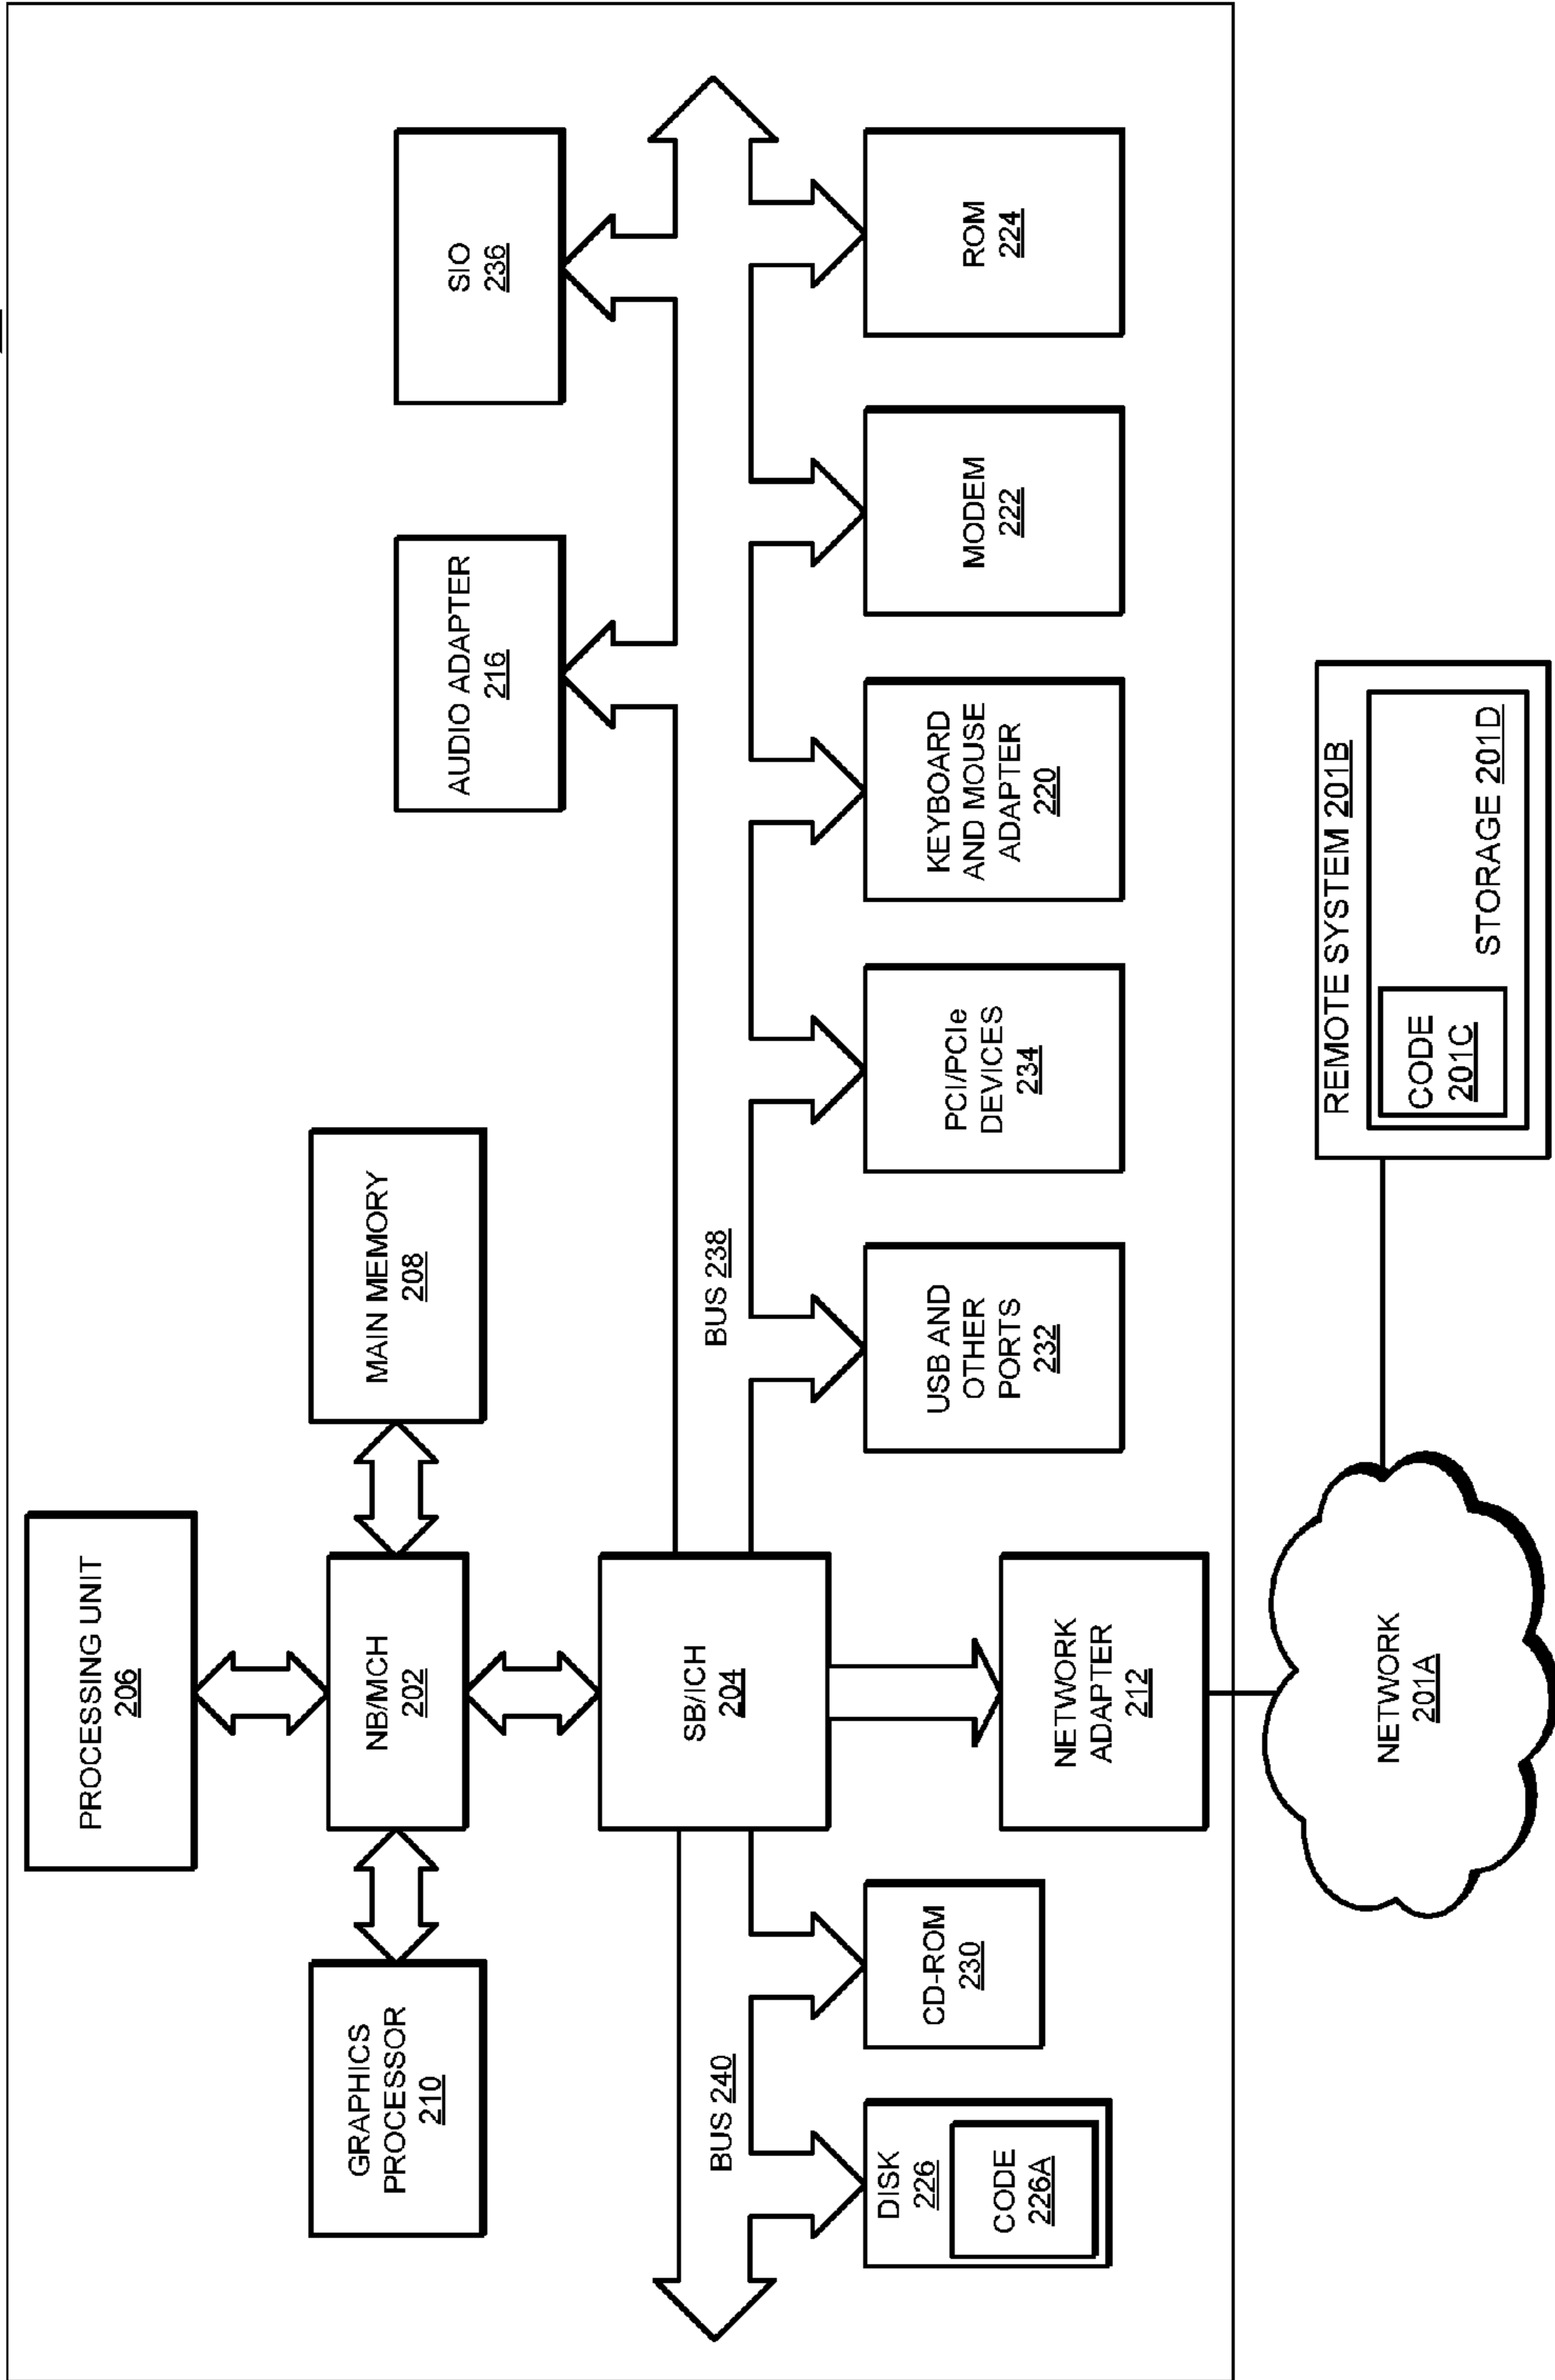 PROCESSING UNIT
206
GRAPHICS
PROCESSOR
210
NB/MCH
202
MAIN MEMORY
208
AUDIO ADAPTER
216
SIO
236
SB/ICH
204
BUS 240
BUS 238
DISK
226
CODE
226A
CD-ROM
230
NETWORK
ADAPTER
212
USB AND
OTHER
PORTS
232
PCI/PCIe
DEVICES
234
KEYBOARD
AND MOUSE
ADAPTER
220
MODEM
222
ROM
224
NETWORK
201A
REMOTE SYSTEM 201B
CODE
201C
STORAGE 201D